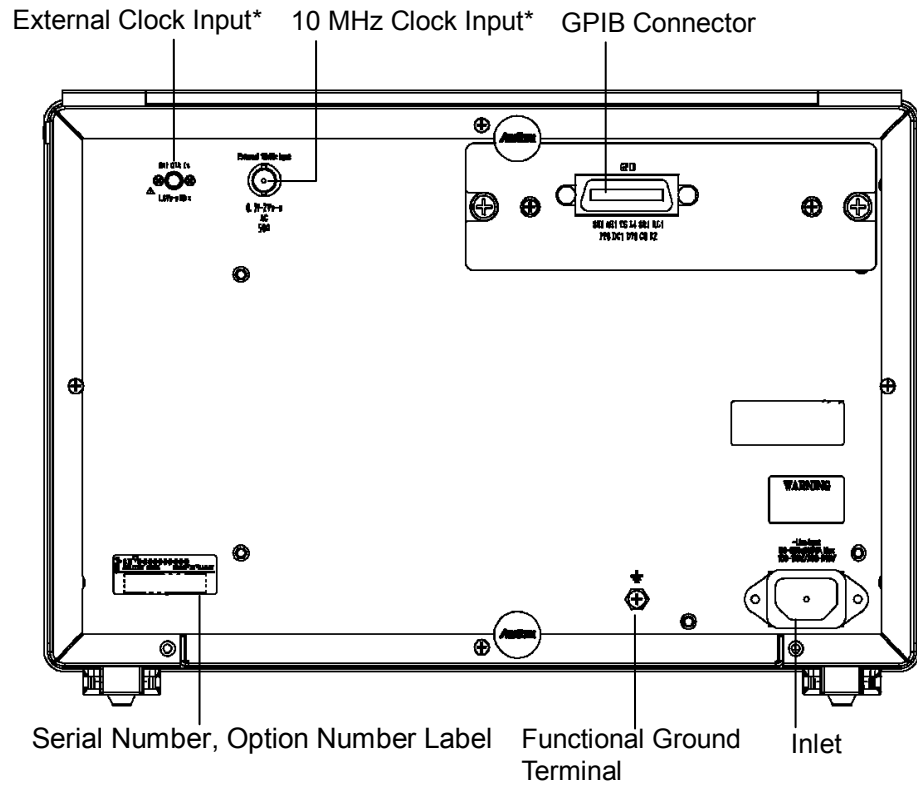 External Clock Input*
10 MHz Clock Input*
GPIB Connector
Anritsu
GPIB
WARNING
Anritsu
Serial Number, Option Number Label
Functional Ground
Terminal
Inlet